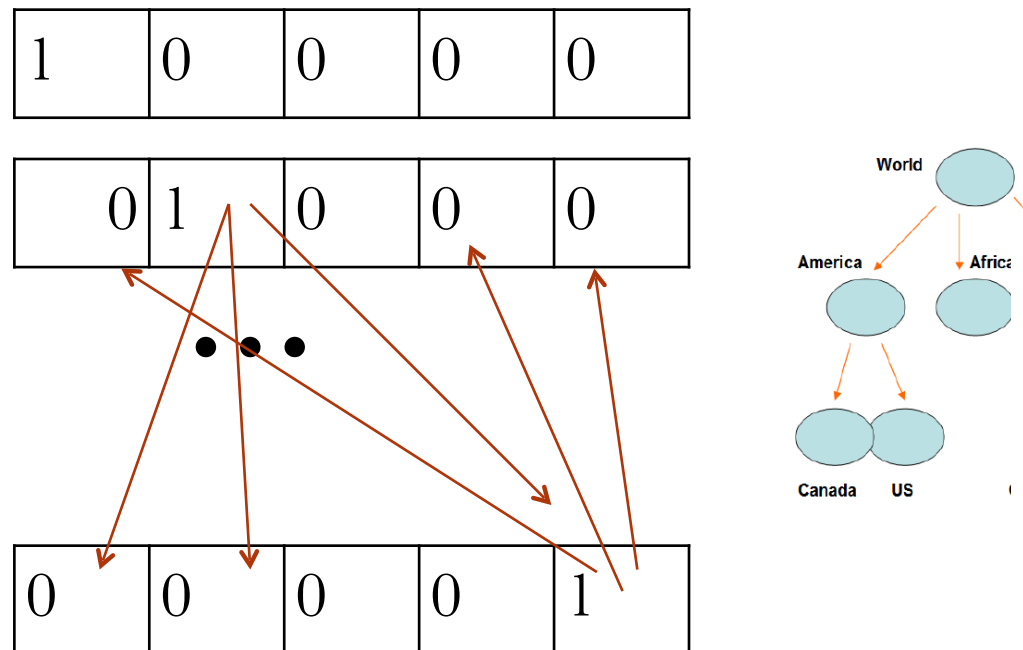 1 0 0 0 0
0 1 0 0 0
● ● ●
0 0 0 0 1
World
America Africa
Canada US